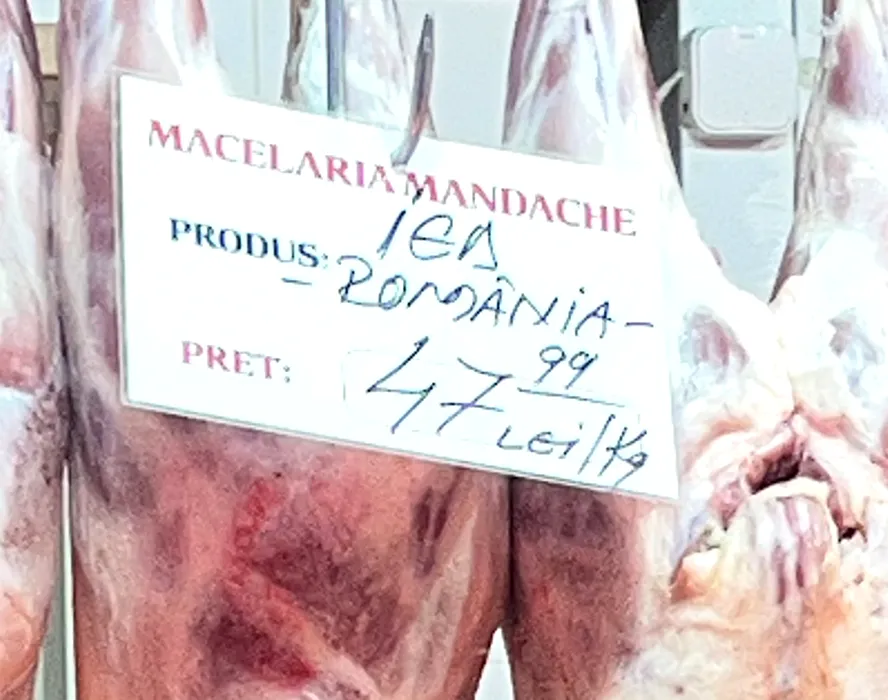 MACELARIA MANDACHE
PRODUS: IED
ROMÂNIA-
PRET: 47 99 LEI/Kg